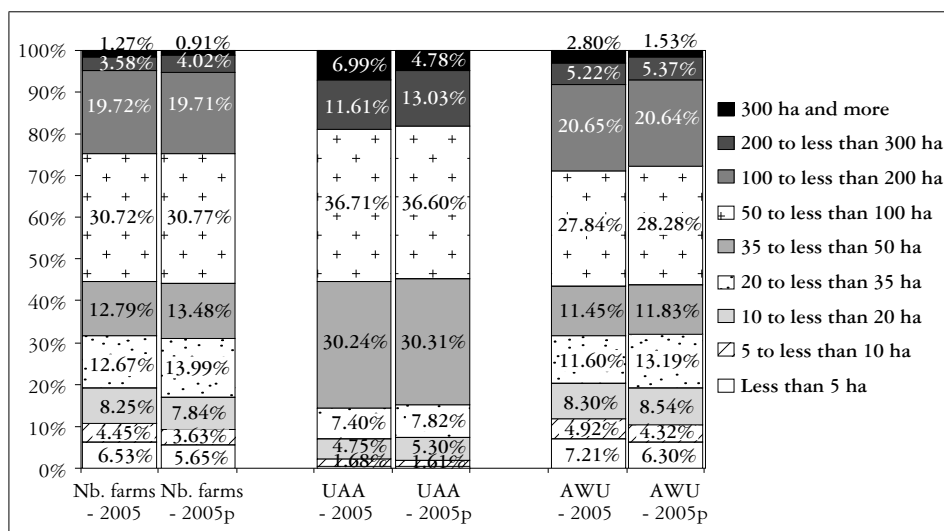 1.27% 0.91% 2.80% 1.53%
100%
3.58% 4.02% 6.99% 4.78% 5.22% 5.37%
90%
19.72% 19.71% 11.61% 13.03% 20.65% 20.64%
80%
70%
30.72% 30.77% 36.71% 36.60% 27.84% 28.28%
60%
50%
40%
12.79% 13.48% 30.24% 30.31% 11.45% 11.83%
30%
12.67% 13.99% 11.60% 13.19%
20%
8.25% 7.84% 7.40% 7.82% 8.30% 8.54%
10%
4.45% 3.63% 4.75% 5.30% 4.92% 4.32%
6.53% 5.65% 1.68% 1.61% 7.21% 6.30%
0%
Nb. farms Nb. farms UAA UAA AWU AWU
- 2005 - 2005p - 2005 - 2005p - 2005 - 2005p
300 ha and more
200 to less than 300 ha
100 to less than 200 ha
50 to less than 100 ha
35 to less than 50 ha
20 to less than 35 ha
10 to less than 20 ha
5 to less than 10 ha
Less than 5 ha